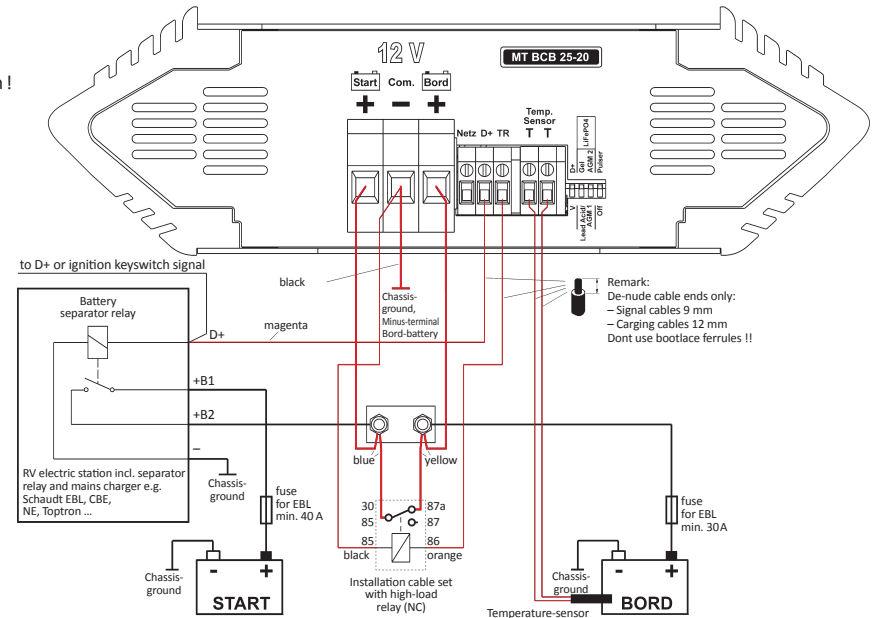 n !
12 V
MT BCB 25-20
Start Com. Bord
+ − +
Netz D+ TR
Temp.
Sensor
T T
LiFePO4
D+
Gel
AGM 2
Pulser
V
Lead Acid/
AGM 1
Off
to D+ or ignition keyswitch signal
Battery
separator relay
D+
magenta
black
Chassis-
ground,
Minus-terminal
Bord-battery
Remark:
De-nude cable ends only:
– Signal cables 9 mm
– Carging cables 12 mm
Dont use bootlace ferrules !!
+B1
+B2
–
RV electric station incl. separator
relay and mains charger e.g.
Schaudt EBL, CBE,
NE, Toptron ...
Chassis-
ground
fuse
for EBL
min. 40 A
blue
yellow
30
87a
85
87
85
86
black
orange
Installation cable set
with high-load
relay (NC)
fuse
for EBL
min. 30A
Chassis-
ground
- +
START
Chassis-
ground
- +
BORD
Temperature-sensor